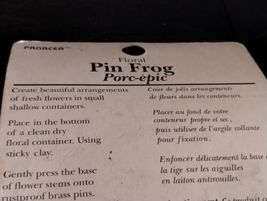 PANACEA
Floral
Pin Frog
Porc-épic
Create beautiful arrangements
of fresh flowers in small
shallow containers.
Place in the bottom
of a clean dry
floral container. Using
sticky clay.
Gently press the base
of flower stems onto
rustproof brass pins.
Créer de jolis arrangements
de fleurs dans les conteneurs.
Placer au fond de votre
conteneur propre et sec,
puis utiliser de l'argile collante
pour fixation.
Enfoncer délicatement la base
la tige sur les aiguilles
en laiton antirouilles.